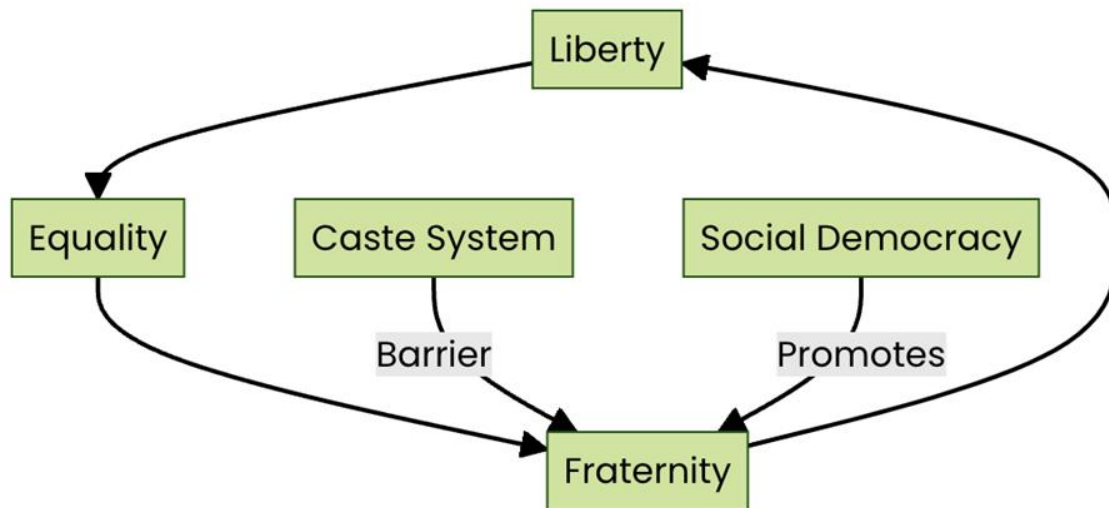 Liberty
Equality
Caste System
Social Democracy
Barrier
Promotes
Fraternity